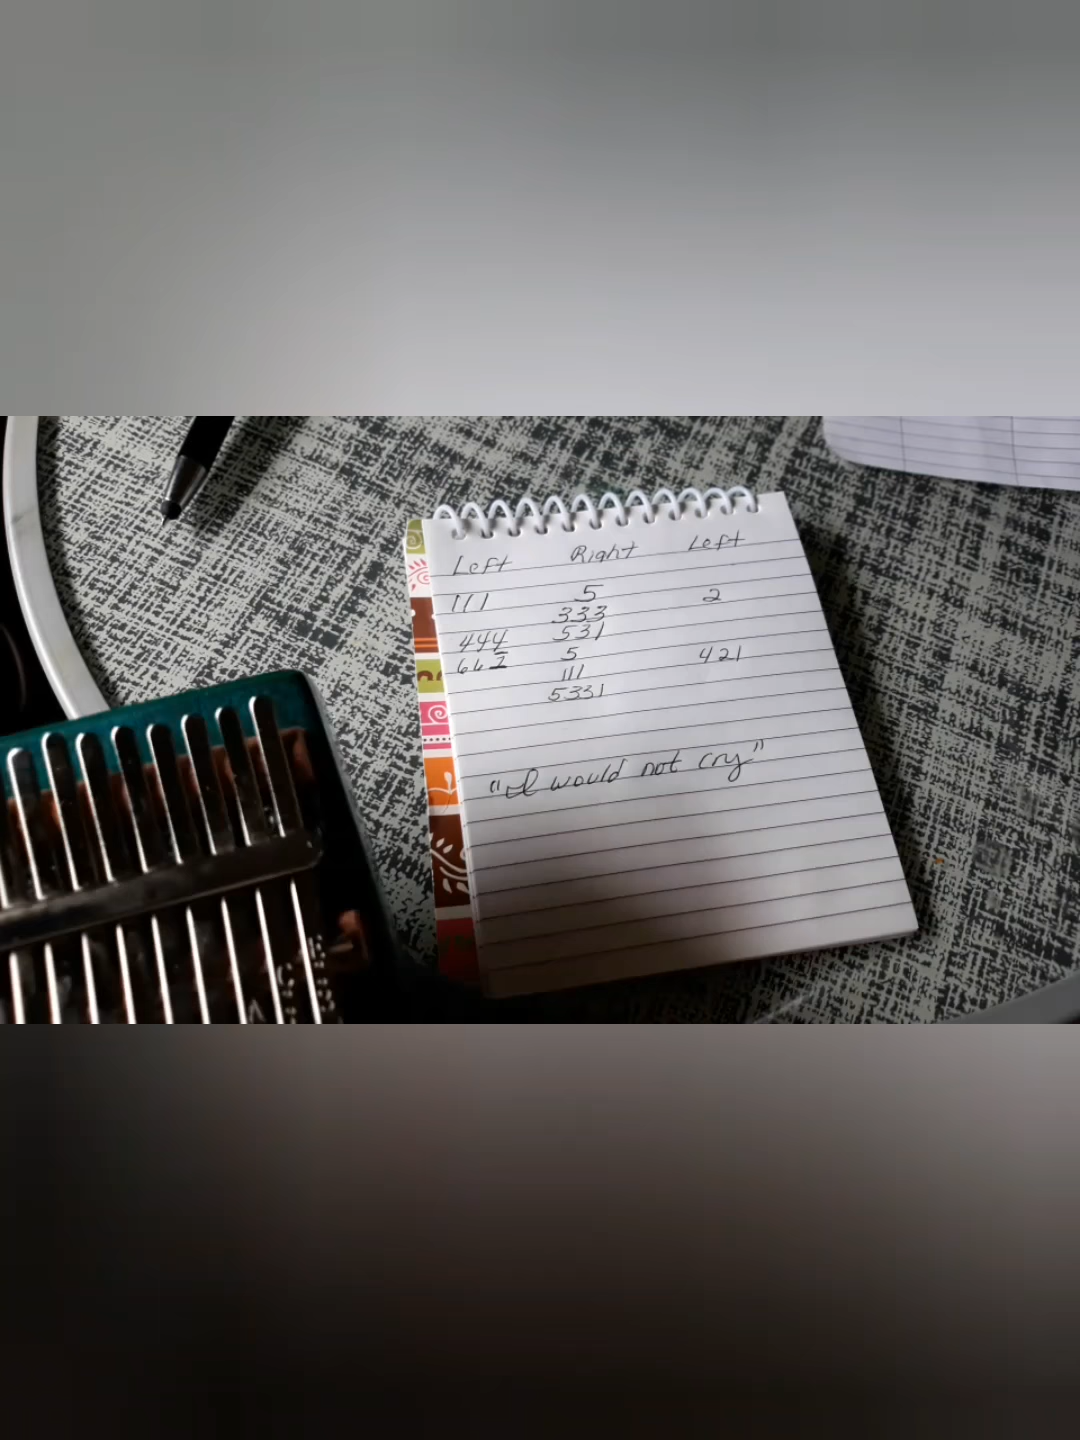 Left Right Left
111 5 2
333
444 531
662 5 421
111
5331
"I would not cry"